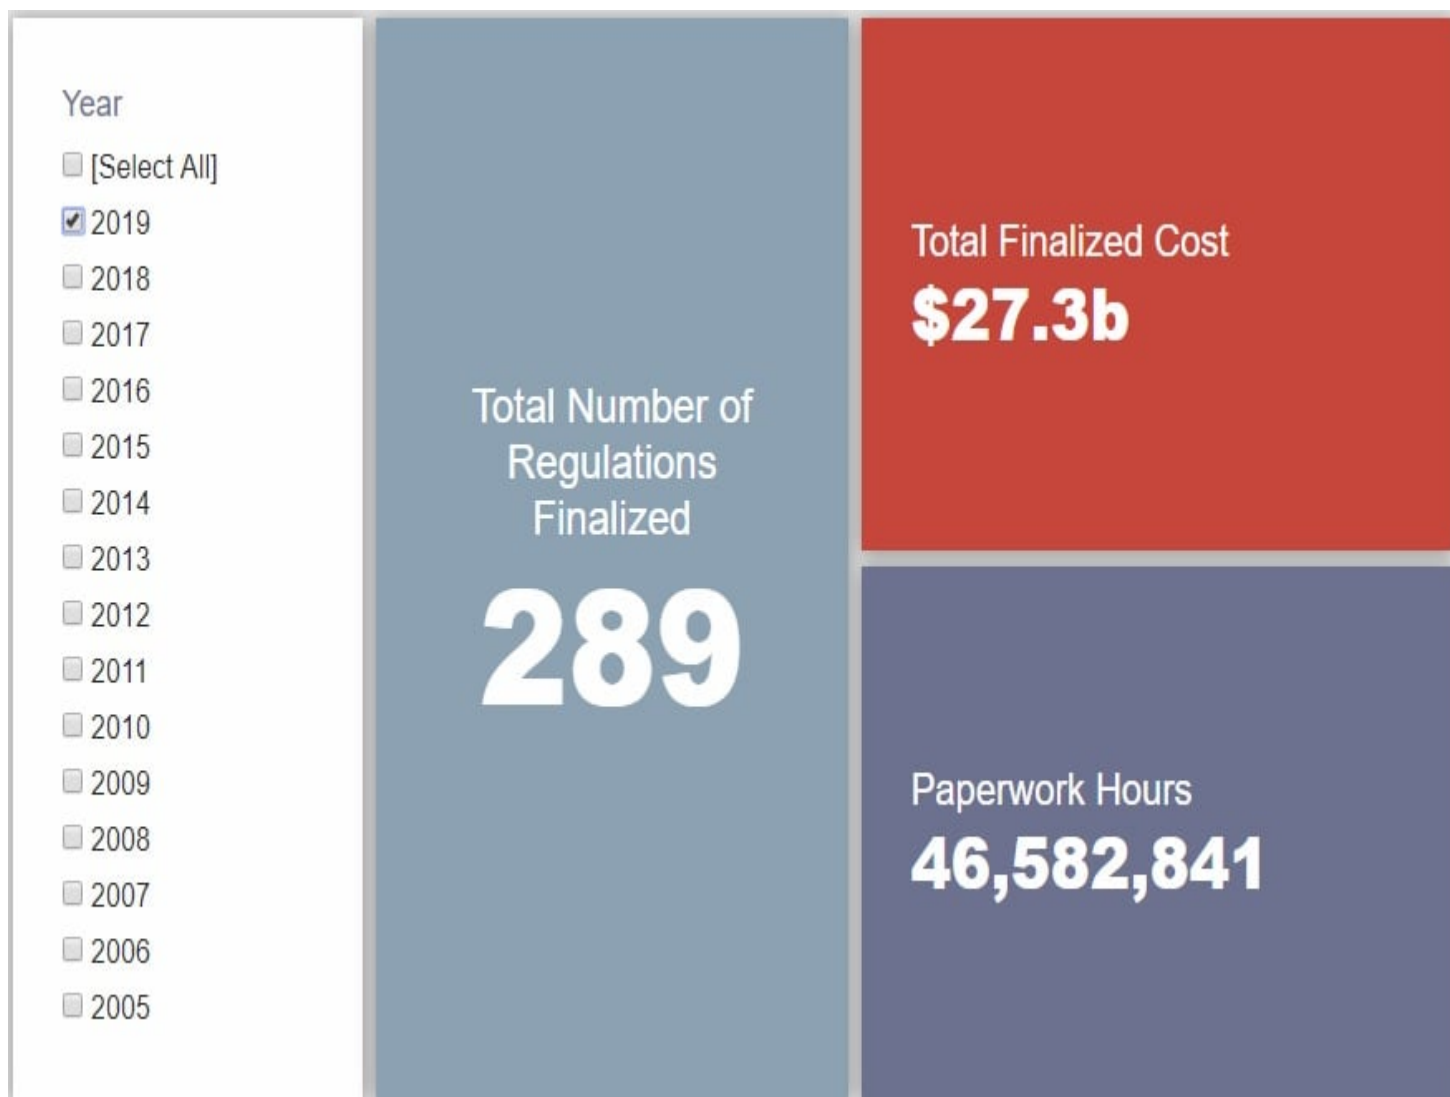 Year
[Select All]
2019
2018
2017
2016
2015
2014
2013
2012
2011
2010
2009
2008
2007
2006
2005
Total Number of
Regulations
Finalized
289
Total Finalized Cost
$27.3b
Paperwork Hours
46,582,841